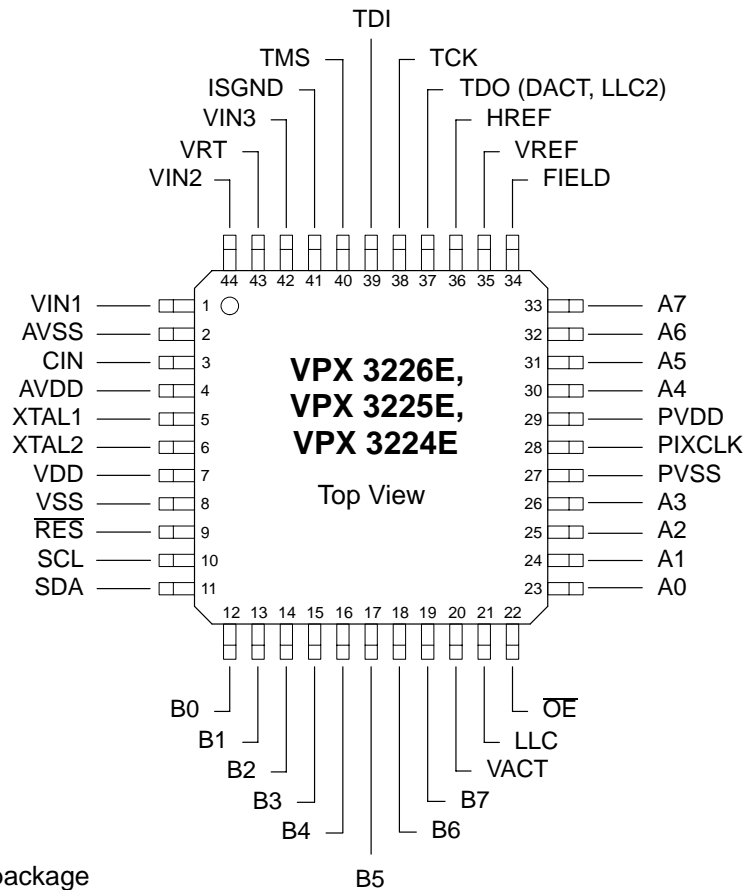 TDI
TMS
TCK
ISGND
TDO (DACT, LLC2)
VIN3
HREF
VRT
VREF
VIN2
FIELD
44 43 42 41 40 39 38 37 36 35 34
VIN1 1
AVSS 2
CIN 3
AVDD 4
XTAL1 5
XTAL2 6
VDD 7
VSS 8
RES 9
SCL 10
SDA 11
VPX 3226E,
VPX 3225E,
VPX 3224E
Top View
33 A7
32 A6
31 A5
30 A4
29 PVDD
28 PIXCLK
27 PVSS
26 A3
25 A2
24 A1
23 A0
12 13 14 15 16 17 18 19 20 21 22
B0
OE
B1
LLC
B2
VACT
B3
B7
B4
B6
B5
package